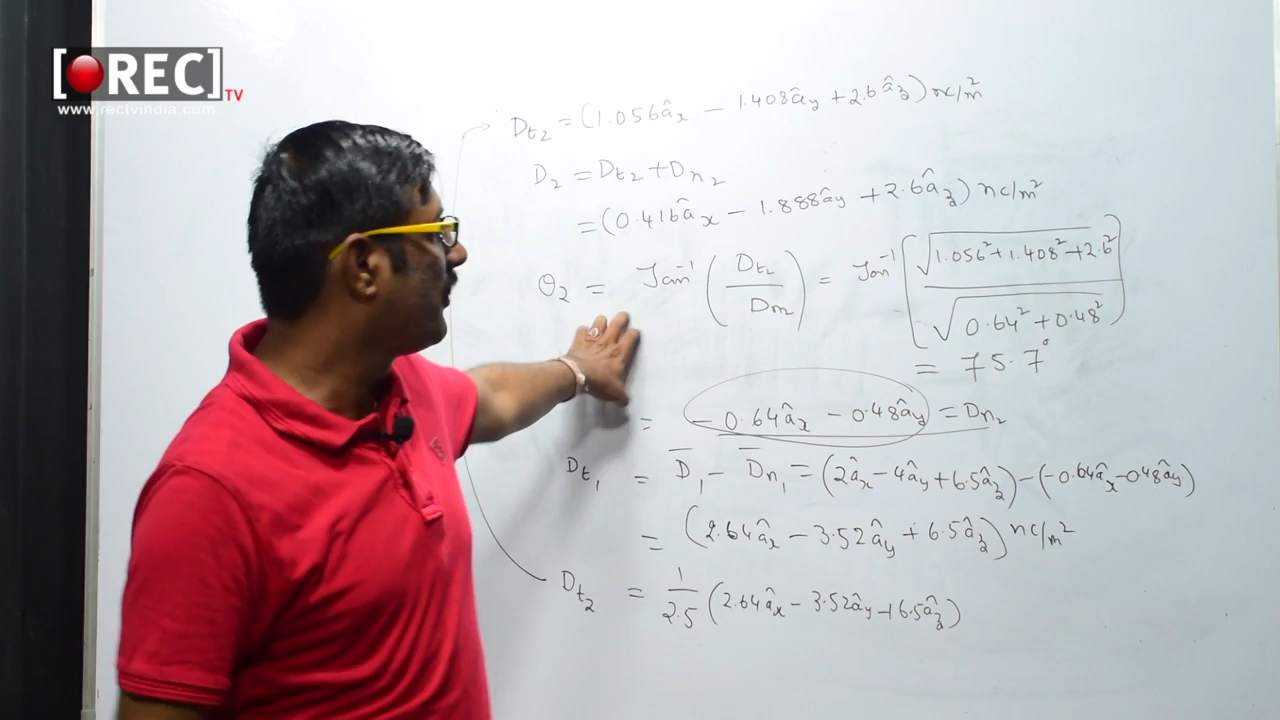 [●REC]TV
www.rectvindia.com
Dt₂ = (1.056âx − 1.408ây + 2.6âz) nc/m²
D₂ = Dt₂ + Dn₂
= (0.416âx − 1.888ây + 2.6âz) nc/m²
θ₂ = Tan⁻¹ (Dt₂ / Dn₂) = Tan⁻¹ [√(1.056² + 1.408² + 2.6²) / √(0.64² + 0.48²)]
= 75.7°
= −0.64âx − 0.48ây = Dn₂
Dt₁ = D̄₁ − D̄n₁ = (2âx − 4ây + 6.5âz) − (−0.64âx − 0.48ây)
= (2.64âx − 3.52ây + 6.5âz) nc/m²
Dt₂ = 1/2.5 (2.64âx − 3.52ây + 6.5âz)